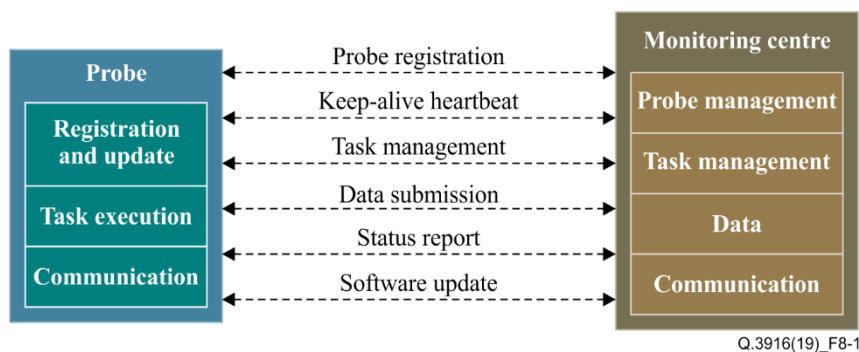 Probe
Registration
and update
Task execution
Communication
Probe registration
Keep-alive heartbeat
Task management
Data submission
Status report
Software update
Monitoring centre
Probe management
Task management
Data
Communication
Q.3916(19)_F8-1